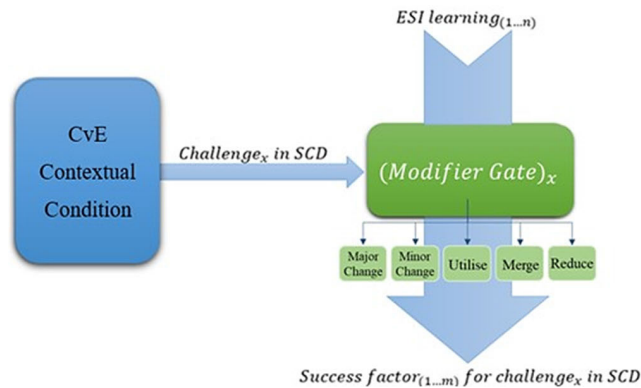 ESI learning(1...n)
CvE
Contextual
Condition
Challengeₓ in SCD
(Modifier Gate)ₓ
Major
Change
Minor
Change
Utilise
Merge
Reduce
Success factor(1...m) for challengeₓ in SCD